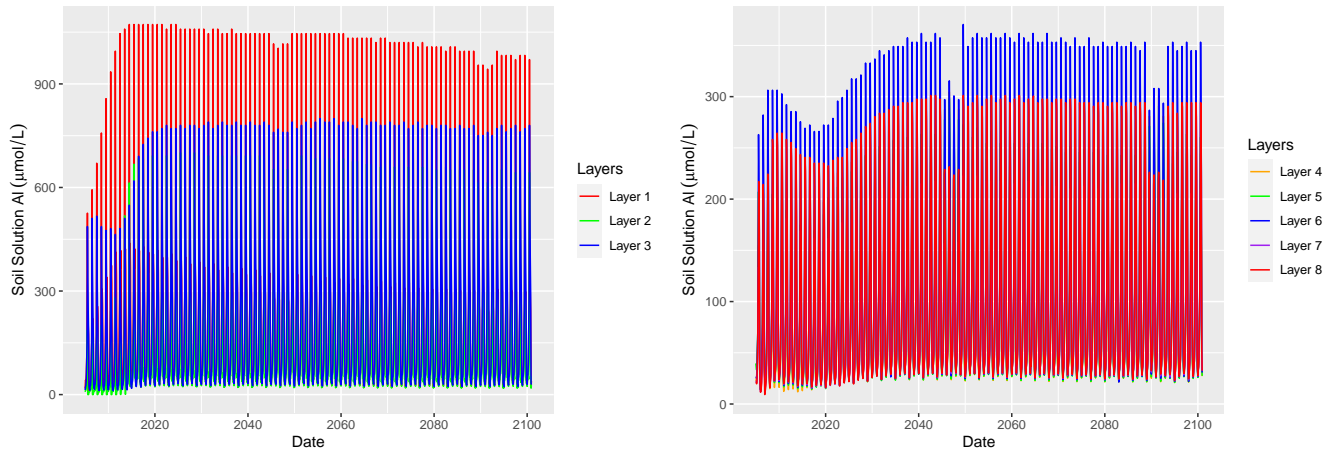 Soil Solution Al (μmol/L)
900
600
300
0
2020
2040
2060
2080
2100
Date
Layers
Layer 1
Layer 2
Layer 3
Soil Solution Al (μmol/L)
300
200
100
0
2020
2040
2060
2080
2100
Date
Layers
Layer 4
Layer 5
Layer 6
Layer 7
Layer 8